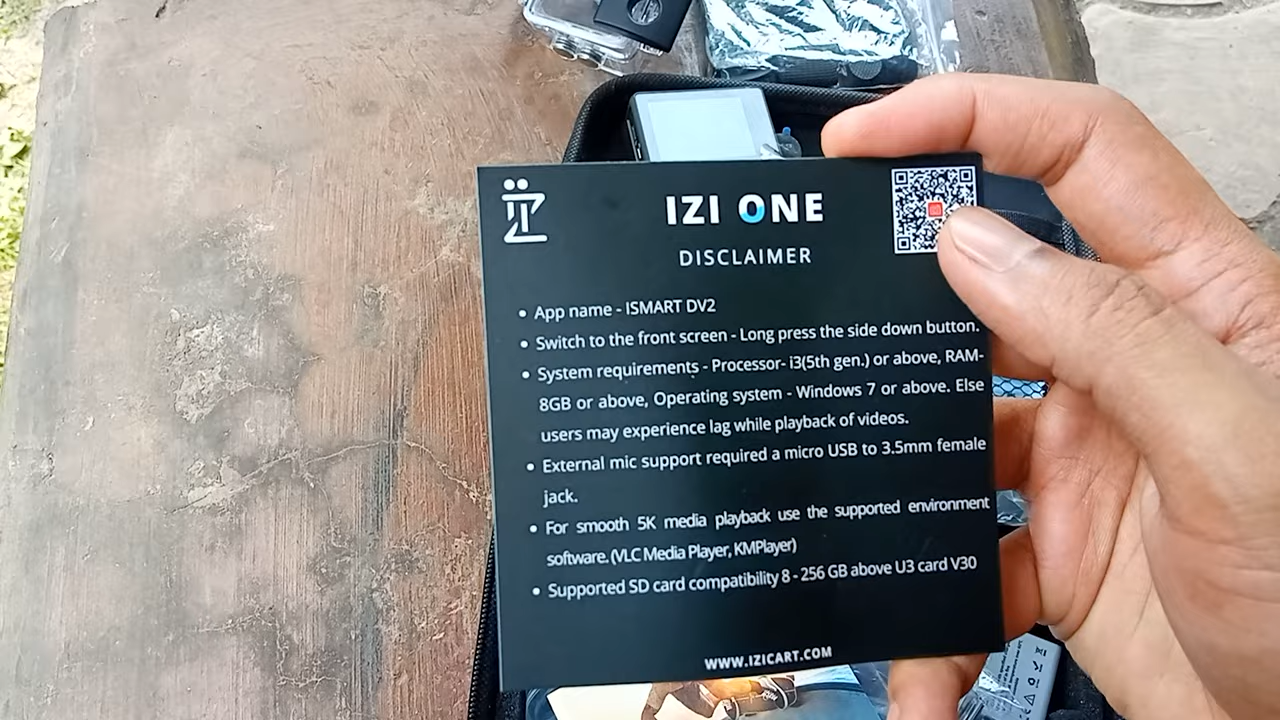 IZI ONE
DISCLAIMER
• App name - ISMART DV2
• Switch to the front screen - Long press the side down button.
• System requirements - Processor- i3(5th gen.) or above, RAM-
8GB or above, Operating system - Windows 7 or above. Else
users may experience lag while playback of videos.
• External mic support required a micro USB to 3.5mm female
jack.
• For smooth 5K media playback use the supported environment
software. (VLC Media Player, KMPlayer)
• Supported SD card compatibility 8 - 256 GB above U3 card V30
WWW.IZICART.COM